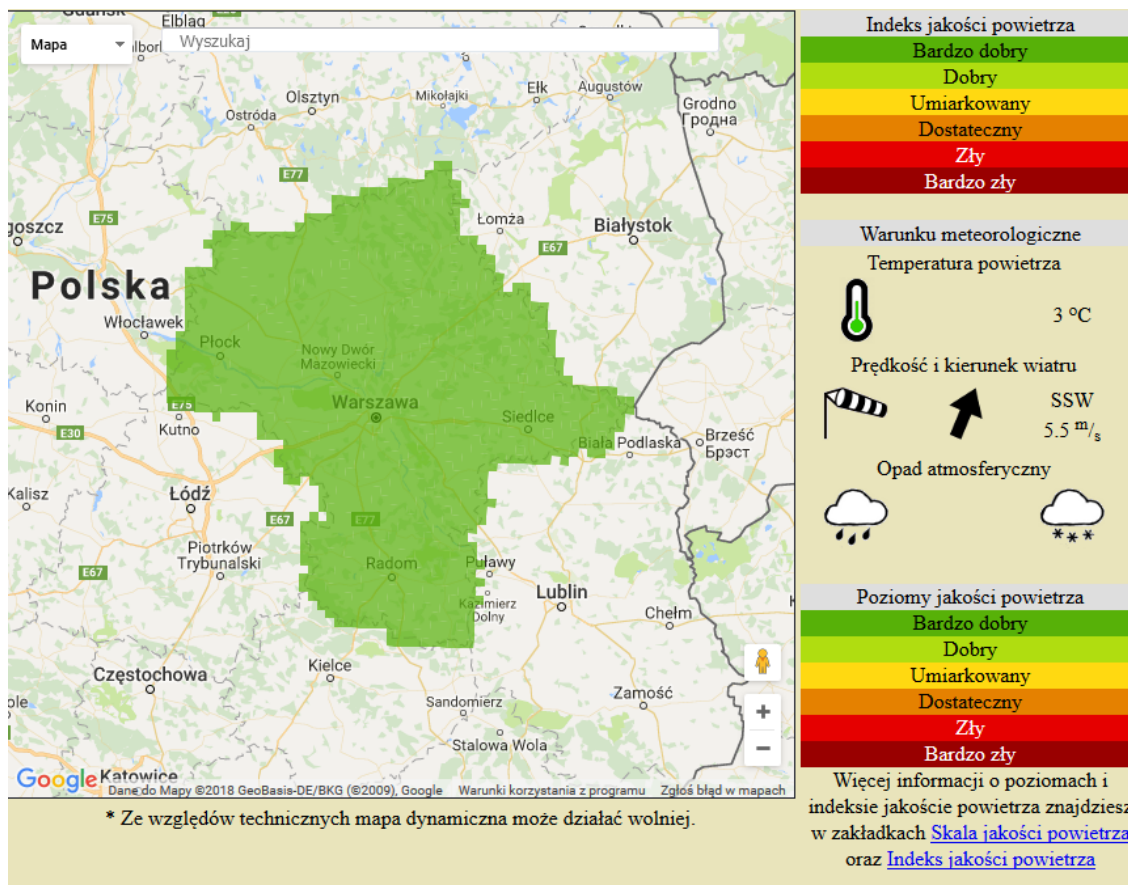 Elbląg
Mapa
Wyszukaj
Olsztyn
Mikołajki
Ełk
Augustów
Ostróda
Grodno
Гродна
E77
Łomża
E75
Białystok
goszcz
E67
Polska
Włocławek
Płock
Nowy Dwór
Mazowiecki
Warszawa
Siedlce
Konin
E75
E30
Kutno
Biała Podlaska
Brześć
Брэст
Kalisz
Łódź
E67
E77
Piotrków
Trybunalski
Radom
Puławy
E67
Kazimierz
Dolny
Lublin
Chełm
Kielce
Częstochowa
Zamość
Sandomierz
Stalowa Wola
Google
Katowice
Dane do Mapy ©2018 GeoBasis-DE/BKG (©2009), Google
Warunki korzystania z programu
Zgłoś błąd w mapach
* Ze względów technicznych mapa dynamiczna może działać wolniej.
Indeks jakości powietrza
Bardzo dobry
Dobry
Umiarkowany
Dostateczny
Zły
Bardzo zły
Warunku meteorologiczne
Temperatura powietrza
3 °C
Prędkość i kierunek wiatru
SSW
5.5 m/s
Opad atmosferyczny
Poziomy jakości powietrza
Bardzo dobry
Dobry
Umiarkowany
Dostateczny
Zły
Bardzo zły
Więcej informacji o poziomach i
indeksie jakoście powietrza znajdziesz
w zakładkach Skala jakości powietrza
oraz Indeks jakości powietrza